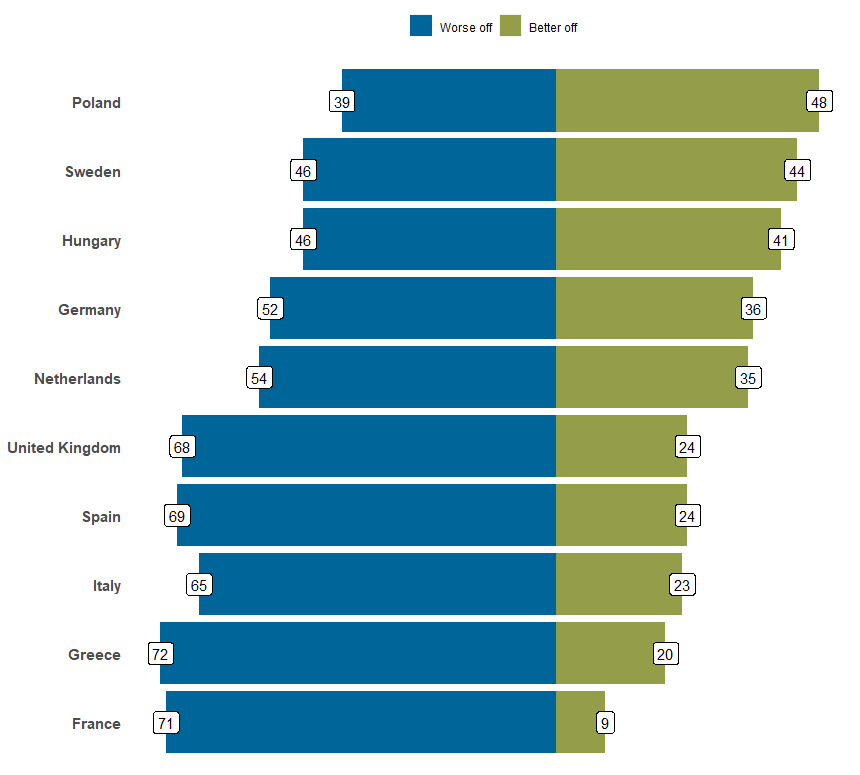 Worse off Better off
Poland 39 48
Sweden 46 44
Hungary 46 41
Germany 52 36
Netherlands 54 35
United Kingdom 68 24
Spain 69 24
Italy 65 23
Greece 72 20
France 71 9